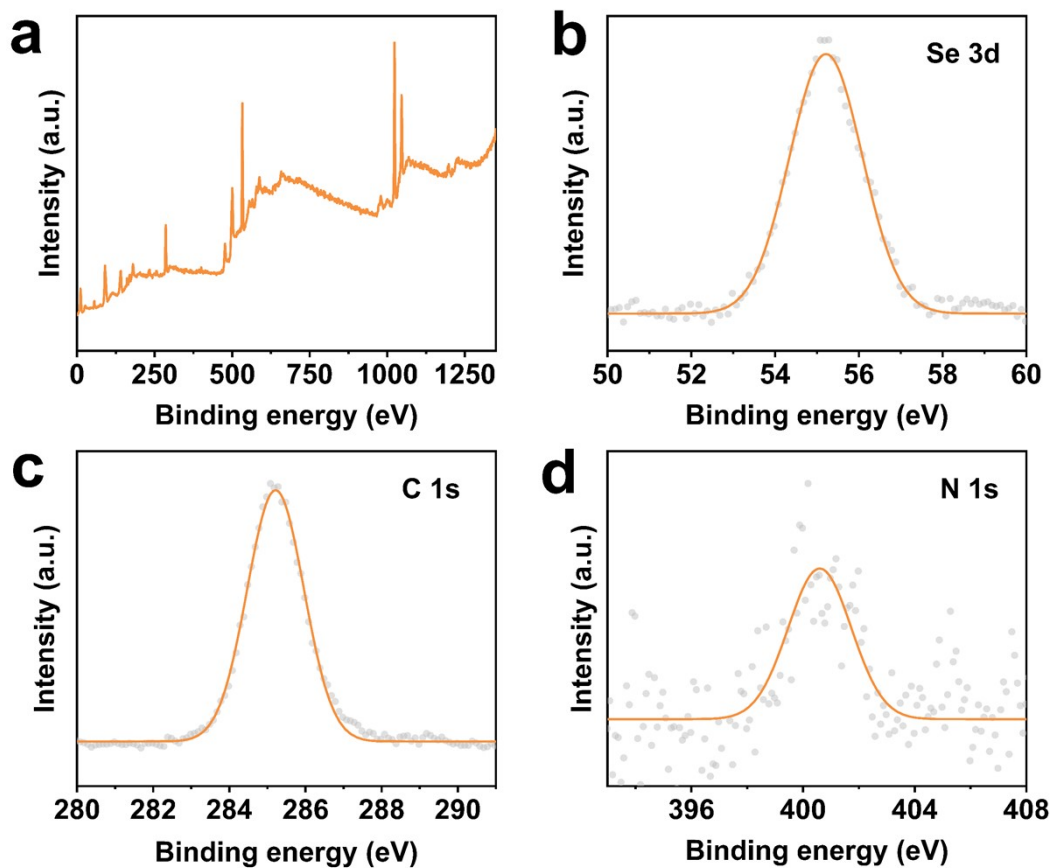 a
Intensity (a.u.)
0 250 500 750 1000 1250
Binding energy (eV)
b
Se 3d
Intensity (a.u.)
50 52 54 56 58 60
Binding energy (eV)
c
C 1s
Intensity (a.u.)
280 282 284 286 288 290
Binding energy (eV)
d
N 1s
Intensity (a.u.)
396 400 404 408
Binding energy (eV)